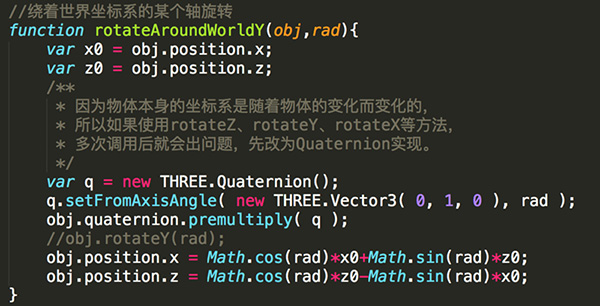 //绕着世界坐标系的某个轴旋转
function rotateAroundWorldY(obj,rad){
    var x0 = obj.position.x;
    var z0 = obj.position.z;
    /**
     * 因为物体本身的坐标系是随着物体的变化而变化的,
     * 所以如果使用rotateZ、rotateY、rotateX等方法,
     * 多次调用后就会出问题,先改为Quaternion实现。
     */
    var q = new THREE.Quaternion();
    q.setFromAxisAngle( new THREE.Vector3( 0, 1, 0 ), rad );
    obj.quaternion.premultiply( q );
    //obj.rotateY(rad);
    obj.position.x = Math.cos(rad)*x0+Math.sin(rad)*z0;
    obj.position.z = Math.cos(rad)*z0-Math.sin(rad)*x0;
}